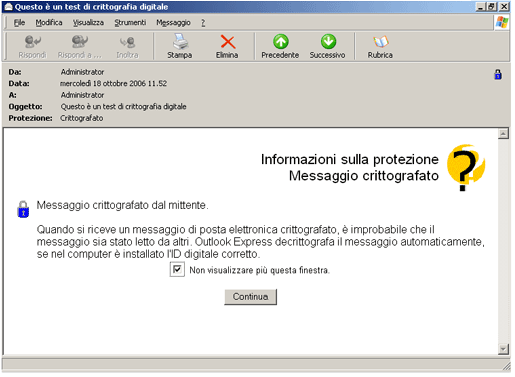 Questo è un test di crittografia digitale
File Modifica Visualizza Strumenti Messaggio ?
Rispondi Rispondi a ... Inoltra Stampa Elimina Precedente Successivo Rubrica
Da: Administrator
Data: mercoledì 18 ottobre 2006 11.52
A: Administrator
Oggetto: Questo è un test di crittografia digitale
Protezione: Crittografato
Informazioni sulla protezione
Messaggio crittografato
Messaggio crittografato dal mittente.
Quando si riceve un messaggio di posta elettronica crittografato, è improbabile che il
messaggio sia stato letto da altri. Outlook Express decrittografa il messaggio automaticamente,
se nel computer è installato l'ID digitale corretto.
Non visualizzare più questa finestra.
Continua